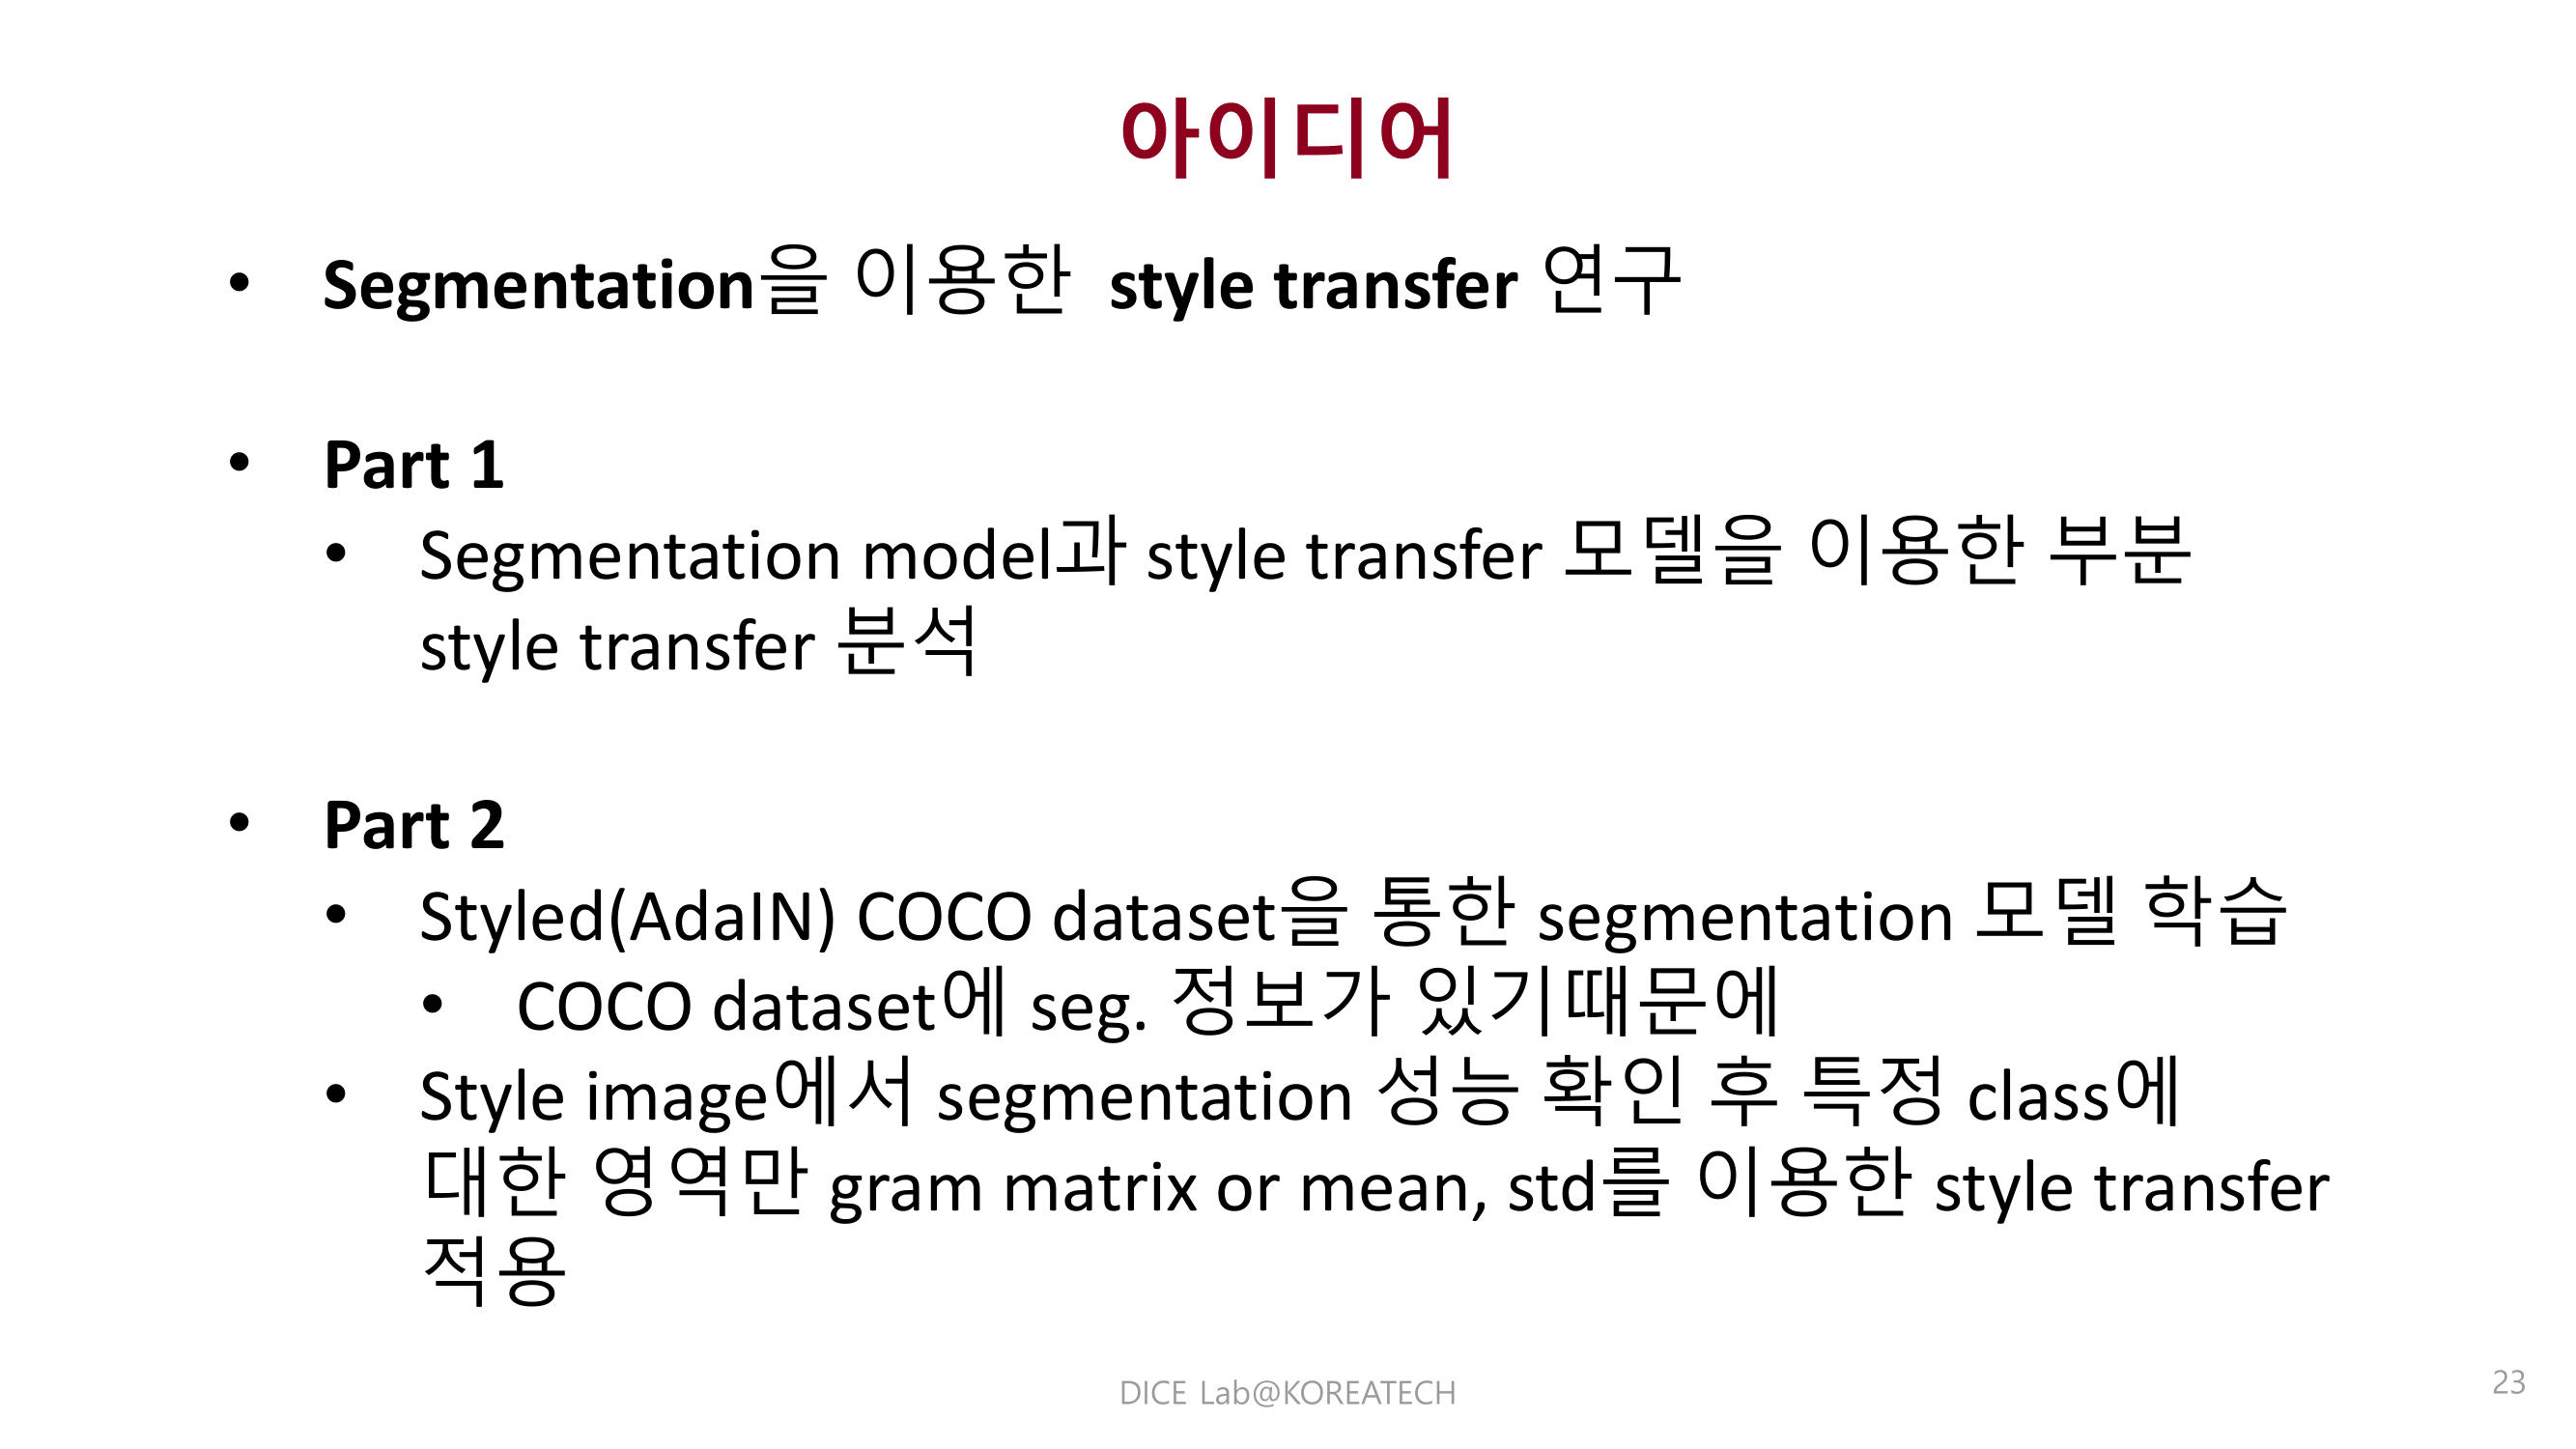 아이디어
• Segmentation을 이용한 style transfer 연구
• Part 1
• Segmentation model과 style transfer 모델을 이용한 부분
style transfer 분석
• Part 2
• Styled(AdaIN) COCO dataset을 통한 segmentation 모델 학습
• COCO dataset에 seg. 정보가 있기때문에
• Style image에서 segmentation 성능 확인 후 특정 class에
대한 영역만 gram matrix or mean, std를 이용한 style transfer
적용
DICE Lab@KOREATECH
23